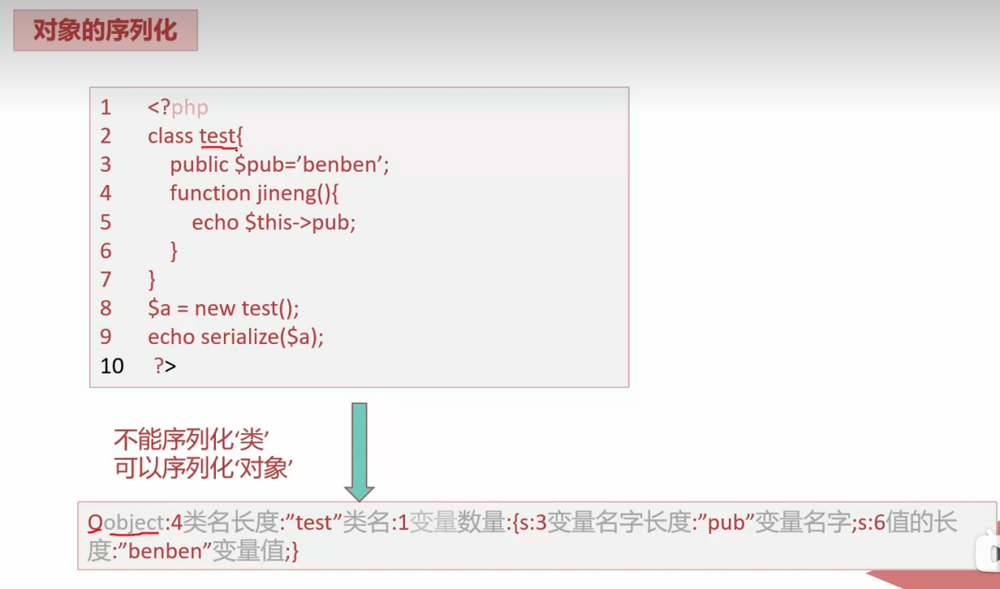 对象的序列化
1 <?php
2 class test{
3 public $pub=’benben’;
4 function jineng(){
5 echo $this->pub;
6 }
7 }
8 $a = new test();
9 echo serialize($a);
10 ?>
不能序列化‘类’
可以序列化‘对象’
Oobject:4类名长度:”test”类名:1变量数量:{s:3变量名字长度:”pub”变量名字;s:6值的长
度:”benben”变量值;}